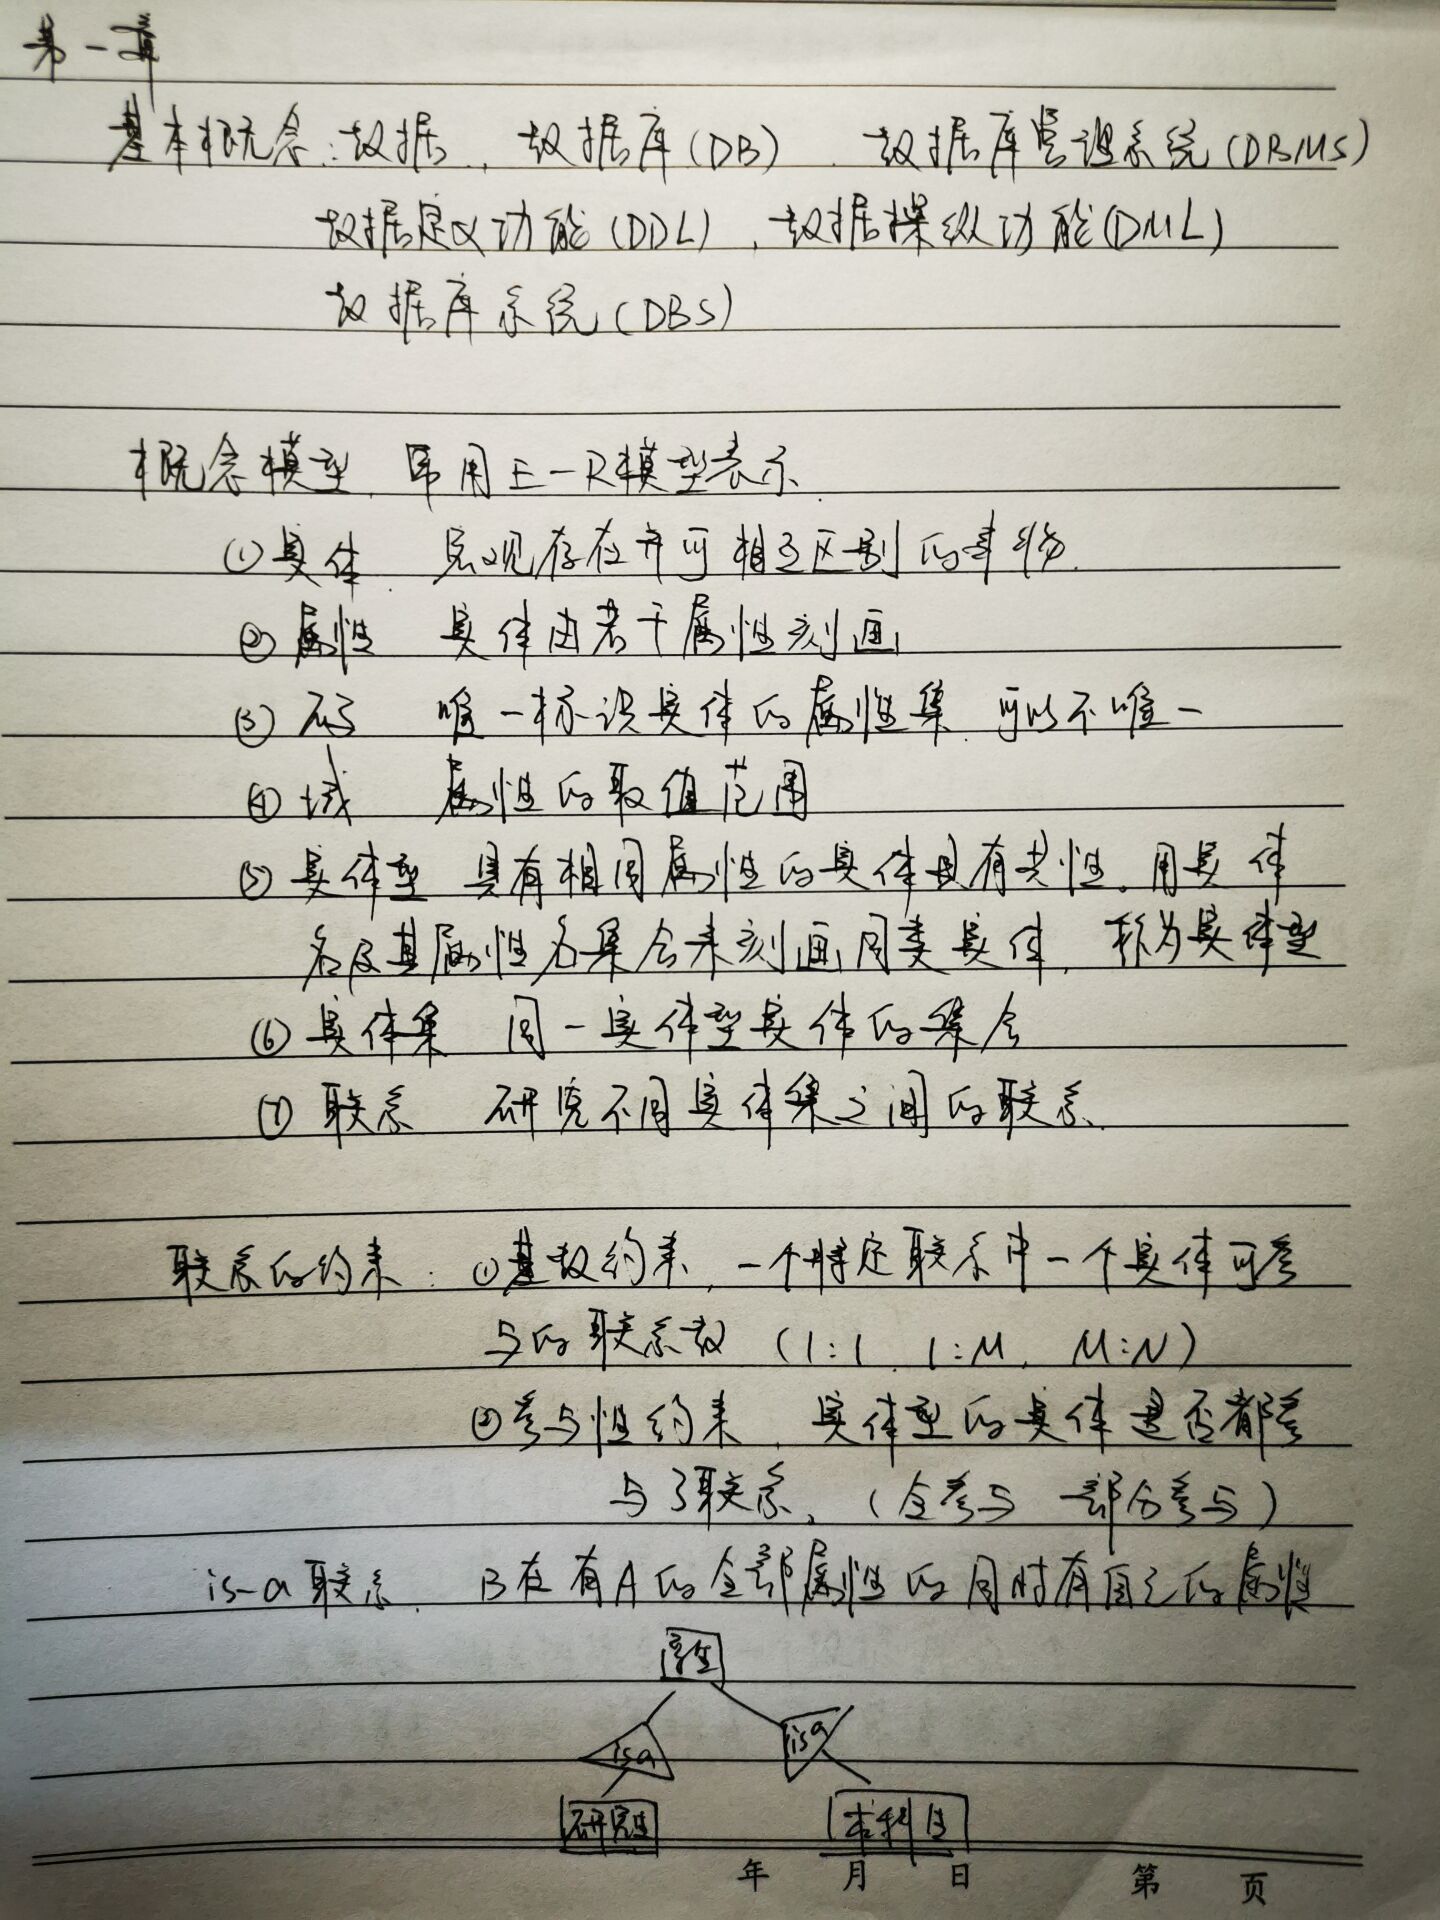 第一章
基本概念:数据,数据库(DB),数据库管理系统(DBMS)
数据定义功能(DDL),数据操纵功能(DML)
数据库系统(DBS)
概念模型,常用E-R模型表示.
①实体 客观存在并可相互区别的事物.
②属性 实体由若干属性刻画
③码 唯一标识实体的属性集.可以不唯一
④域 属性的取值范围
⑤实体型 具有相同属性的实体具有共性。用实体
名及其属性名集合来刻画同类实体,称为实体型
⑥实体集 同一实体型实体的集合
⑦联系 研究不同实体集之间的联系.
联系的约束:①基数约束,一个特定联系中一个实体可参
与的联系数(1:1,1:M,M:N)
②参与性约束,实体型的实体是否都参
与了联系,(全参与 部分参与)
is-a联系.B在有A的全部属性的同时有自己的属性
学生
isa isa
研究生 本科生
年 月 日 第 页